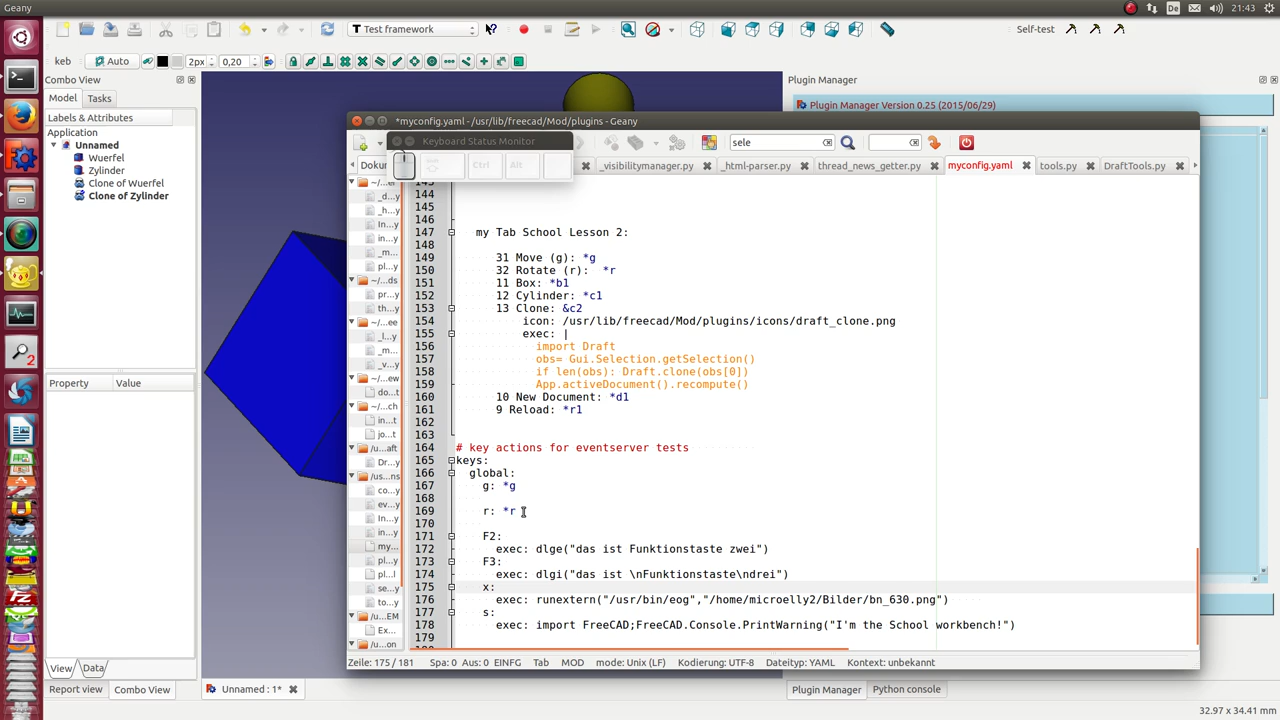 Geany
De
21:43
Test framework
Self-test
keb
Auto
2px
0,20
Combo View
Plugin Manager
Model
Tasks
Labels & Attributes
Plugin Manager Version 0.25 (2015/06/29)
Application
Unnamed
Wuerfel
Zylinder
Clone of Wuerfel
Clone of Zylinder
*myconfig.yaml - /usr/lib/freecad/Mod/plugins - Geany
Keyboard Status Monitor
sele
Ctrl
Alt
Doku
_visibilitymanager.py
_html-parser.py
thread_news_getter.py
myconfig.yaml
tools.py
DraftTools.py
144
145
146
147 my Tab School Lesson 2:
148
149 31 Move (g): *g
150 32 Rotate (r):  *r
151 11 Box: *b1
152 12 Cylinder: *c1
153 13 Clone: &c2
154 icon: /usr/lib/freecad/Mod/plugins/icons/draft_clone.png
155 exec: |
156 import Draft
157 obs= Gui.Selection.getSelection()
158 if len(obs): Draft.clone(obs[0])
159 App.activeDocument().recompute()
160 10 New Document: *d1
161 9 Reload: *r1
162
163
164 # key actions for eventserver tests
165 keys:
166 global:
167 g: *g
168
169 r: *r
170
171 F2:
172 exec: dlge("das ist Funktionstaste zwei")
173 F3:
174 exec: dlgi("das ist \nFunktionstaste\ndrei")
175 x:
176 exec: runextern("/usr/bin/eog","/home/microelly2/Bilder/bn_630.png")
177 s:
178 exec: import FreeCAD;FreeCAD.Console.PrintWarning("I'm the School workbench!")
179
Property
Value
View
Data
Zeile: 175 / 181
Spa: 0
Aus: 0
EINFG
Tab
MOD
mode: Unix (LF)
Kodierung: UTF-8
Dateityp: YAML
Kontext: unbekannt
Report view
Combo View
Unnamed : 1*
Plugin Manager
Python console
32.97 x 34.41 mm